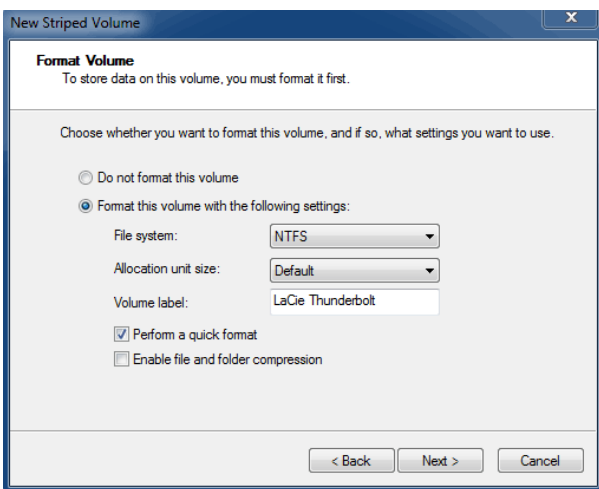 New Striped Volume
X
Format Volume
To store data on this volume, you must format it first.
Choose whether you want to format this volume, and if so, what settings you want to use.
Do not format this volume
Format this volume with the following settings:
File system: NTFS
Allocation unit size: Default
Volume label: LaCie Thunderbolt
Perform a quick format
Enable file and folder compression
< Back Next > Cancel